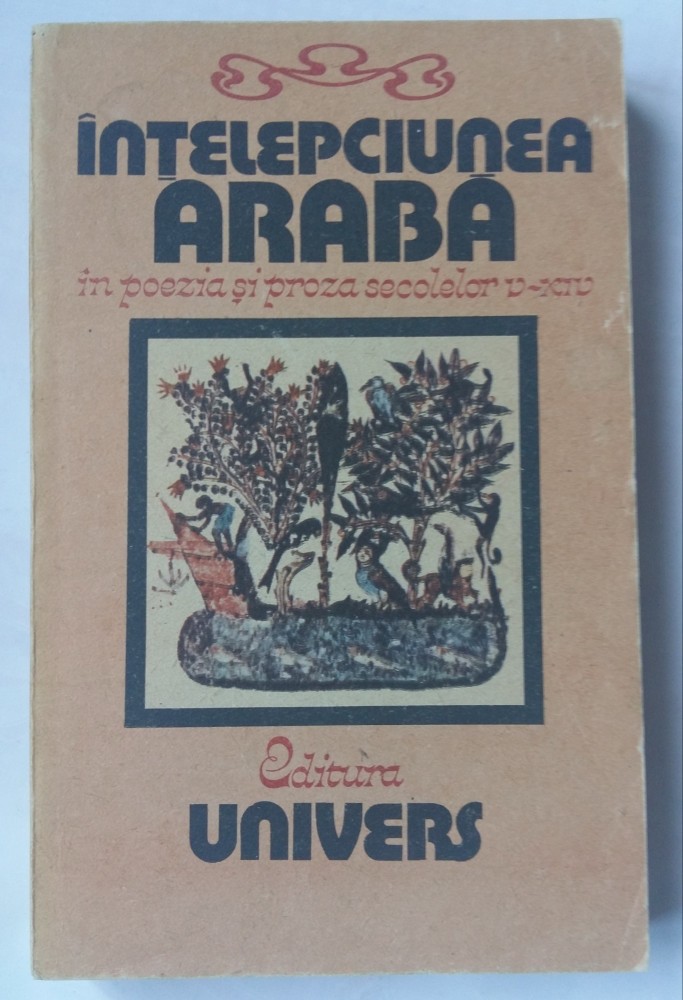 ÎNȚELEPCIUNEA
ARABĂ
în poezia și proza secolelor V-XIV
Editura
UNIVERS